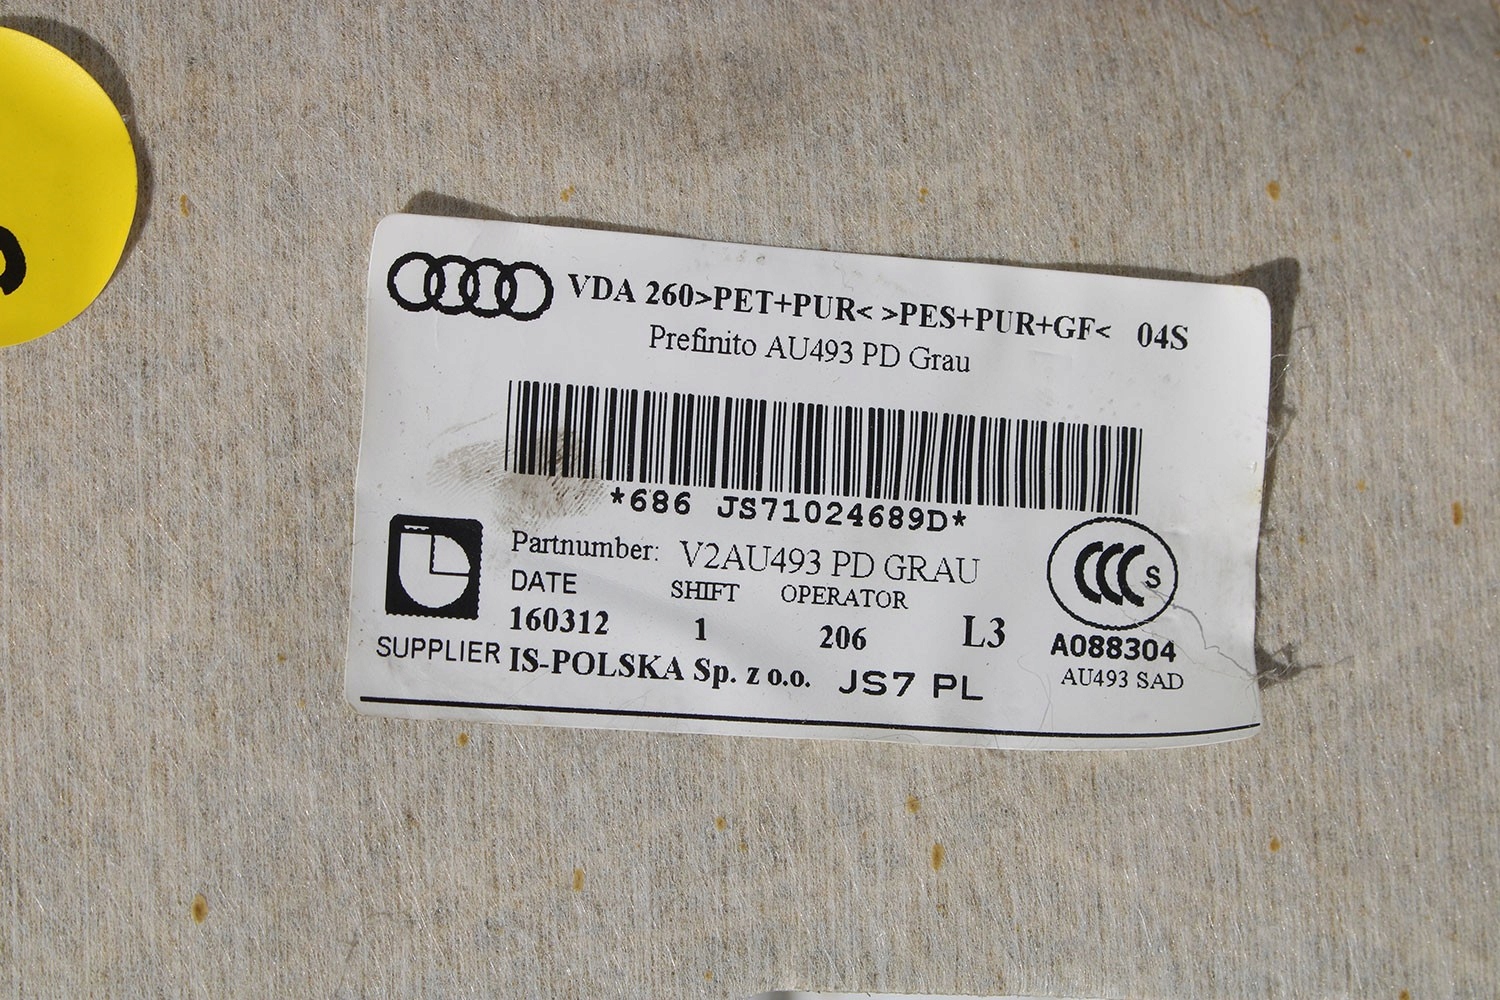 VDA 260>PET+PUR< >PES+PUR+GF< 04S
Prefinito AU493 PD Grau
*686 JS71024689D*
Partnumber: V2AU493 PD GRAU
DATE SHIFT OPERATOR
160312 1 206 L3
SUPPLIER IS-POLSKA Sp. z o.o. JS7 PL
CCC S
A088304
AU493 SAD